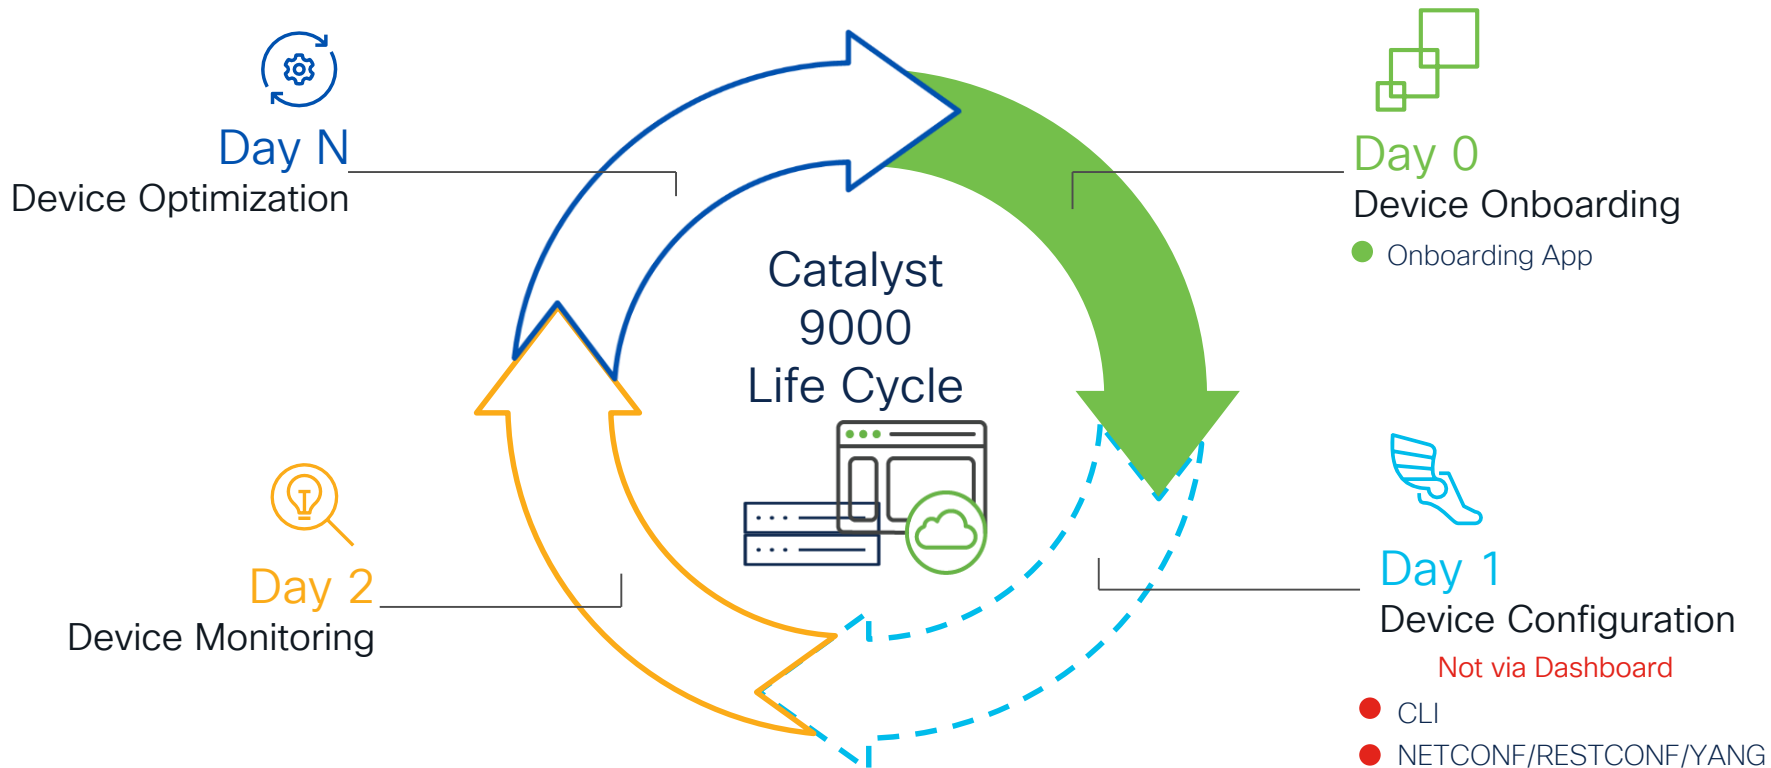 Day N
Device Optimization
Day 0
Device Onboarding
Onboarding App
Catalyst
9000
Life Cycle
Day 2
Device Monitoring
Day 1
Device Configuration
Not via Dashboard
CLI
NETCONF/RESTCONF/YANG